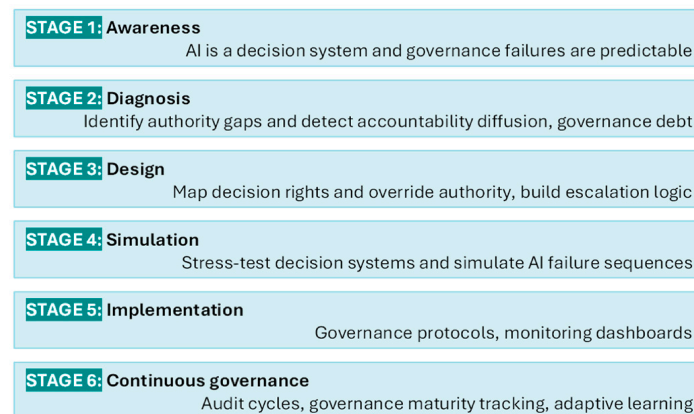 STAGE 1: Awareness
AI is a decision system and governance failures are predictable
STAGE 2: Diagnosis
Identify authority gaps and detect accountability diffusion, governance debt
STAGE 3: Design
Map decision rights and override authority, build escalation logic
STAGE 4: Simulation
Stress-test decision systems and simulate AI failure sequences
STAGE 5: Implementation
Governance protocols, monitoring dashboards
STAGE 6: Continuous governance
Audit cycles, governance maturity tracking, adaptive learning